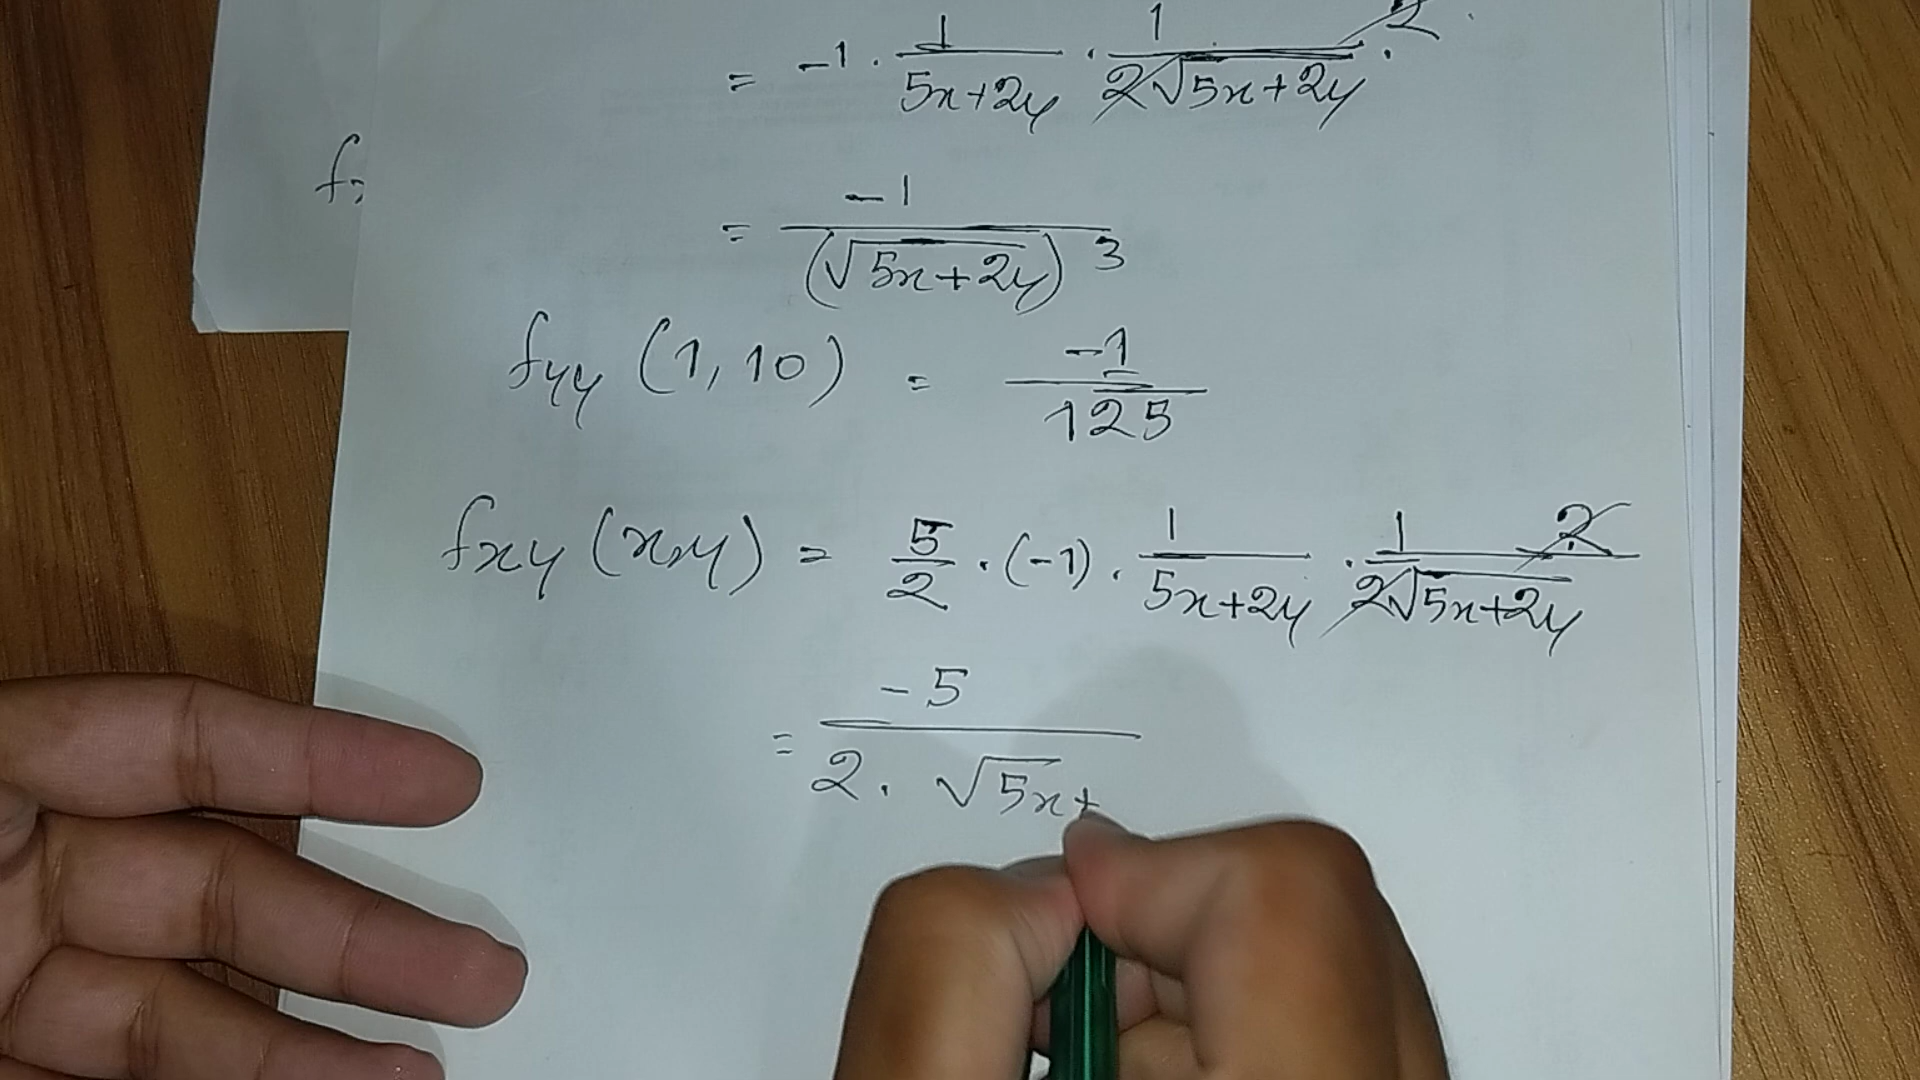 = -1 · 1/(5x+2y) · 1/(2√(5x+2y)) · 2
= -1/(√(5x+2y))^3
fyy (1, 10) = -1/125
fxy (x,y) = 5/2 · (-1) · 1/(5x+2y) · 1/(2√(5x+2y)) · 2
= -5/(2. √5x+